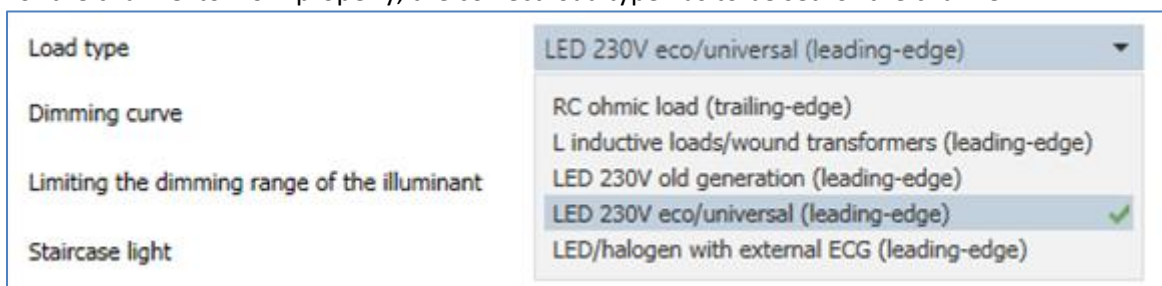 Load type
LED 230V eco/universal (leading-edge)
Dimming curve
RC ohmic load (trailing-edge)
L inductive loads/wound transformers (leading-edge)
Limiting the dimming range of the illuminant
LED 230V old generation (leading-edge)
LED 230V eco/universal (leading-edge)
Staircase light
LED/halogen with external ECG (leading-edge)